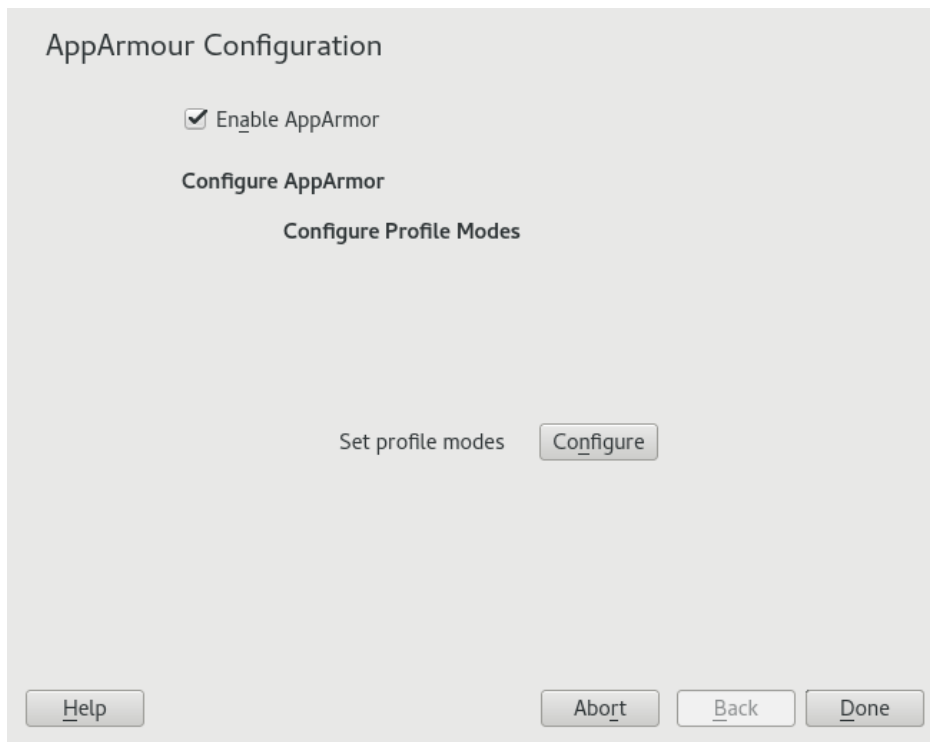 AppArmour Configuration
Enable AppArmor
Configure AppArmor
Configure Profile Modes
Set profile modes Configure
Help Abort Back Done